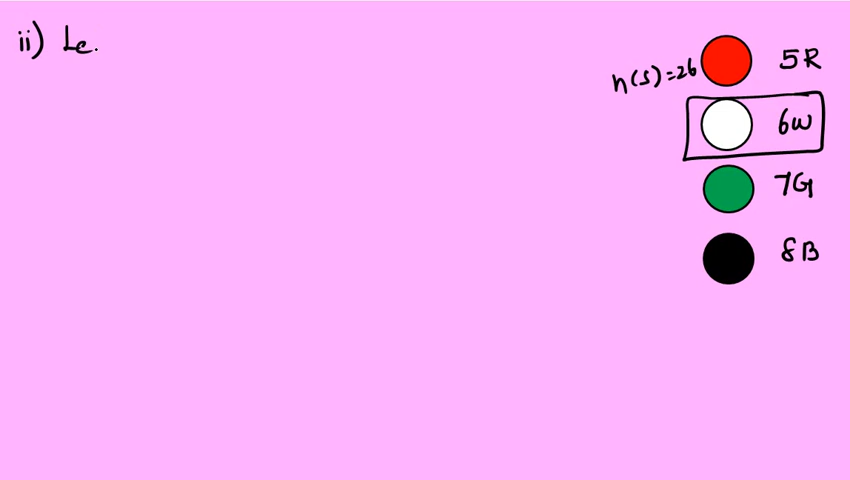 ii) Le.
n(s)=26
5R
6W
7G
8B